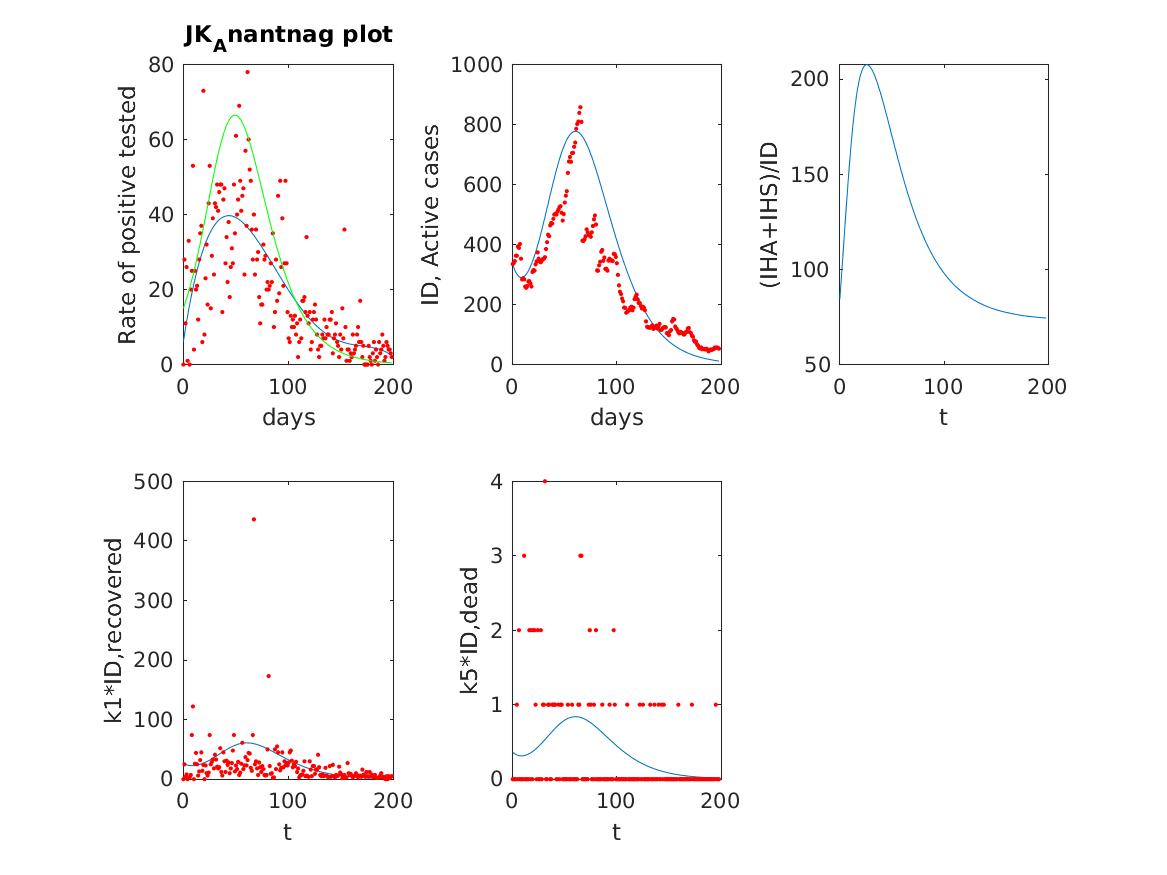 JK_Anantnag plot
80
60
40
20
0
0 100 200
Rate of positive tested
days
1000
800
600
400
200
0
0 100 200
ID, Active cases
days
200
150
100
50
0 100 200
(IHA+IHS)/ID
t
500
400
300
200
100
0
0 100 200
k1*ID,recovered
t
4
3
2
1
0
0 100 200
k5*ID,dead
t